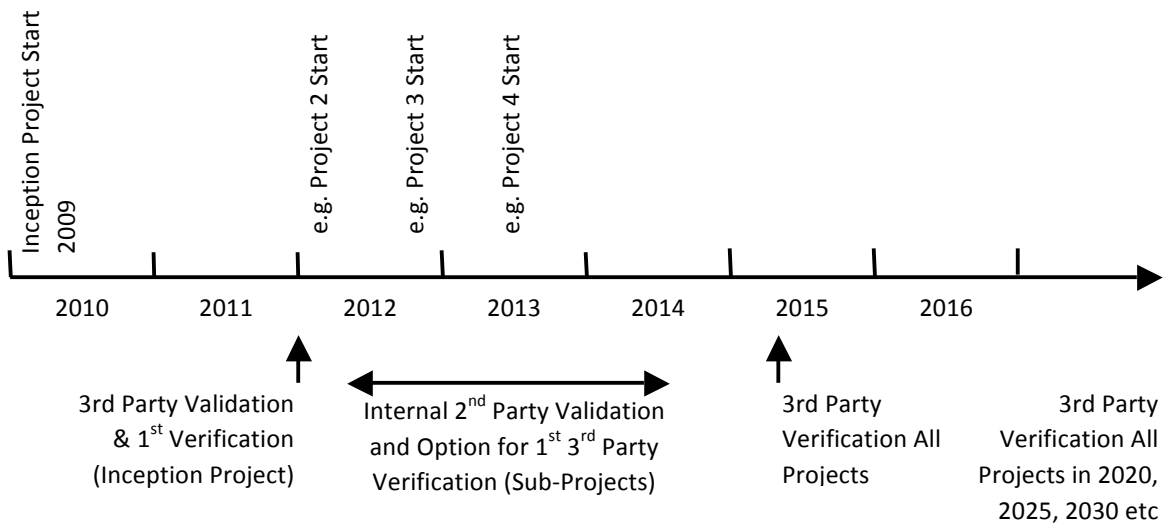 Inception Project Start
2009
e.g. Project 2 Start
e.g. Project 3 Start
e.g. Project 4 Start
2010 2011 2012 2013 2014 2015 2016
3rd Party Validation
& 1st Verification
(Inception Project)
Internal 2nd Party Validation
and Option for 1st 3rd Party
Verification (Sub-Projects)
3rd Party
Verification All
Projects
3rd Party
Verification All
Projects in 2020,
2025, 2030 etc